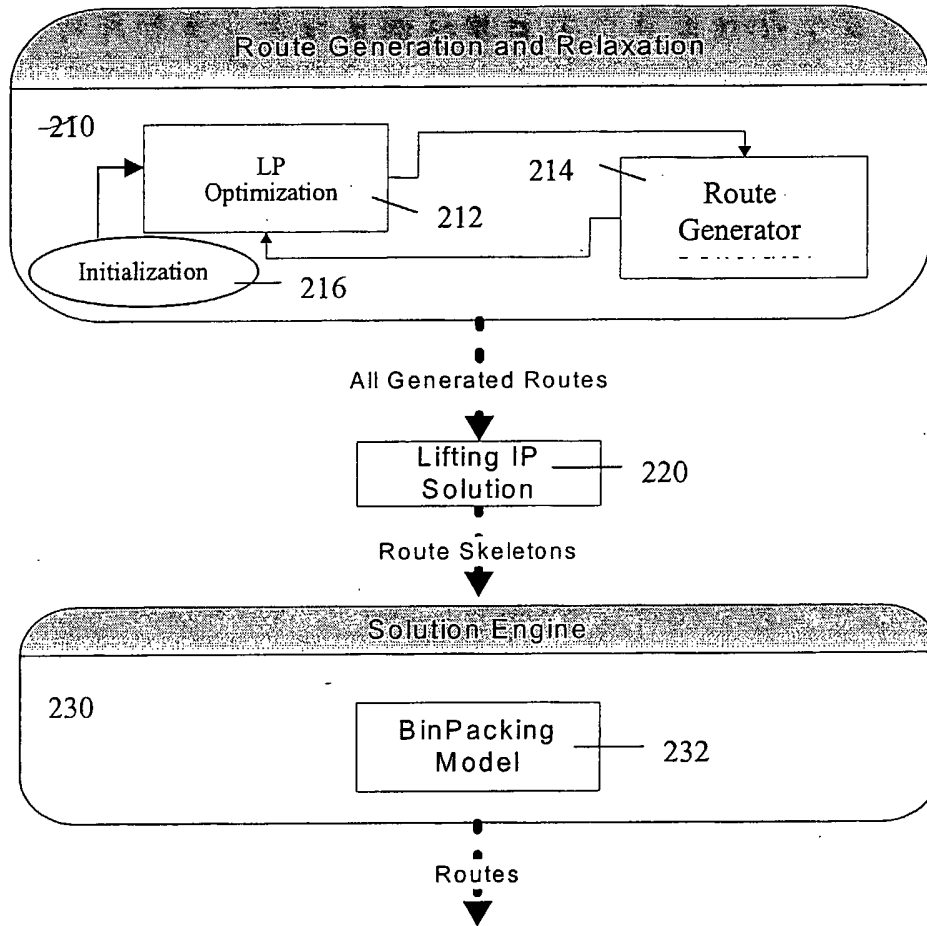 Route Generation and Relaxation
210
LP
Optimization
212
214
Route
Generator
Initialization
216
All Generated Routes
Lifting IP
Solution
220
Route Skeletons
Solution Engine
230
BinPacking
Model
232
Routes